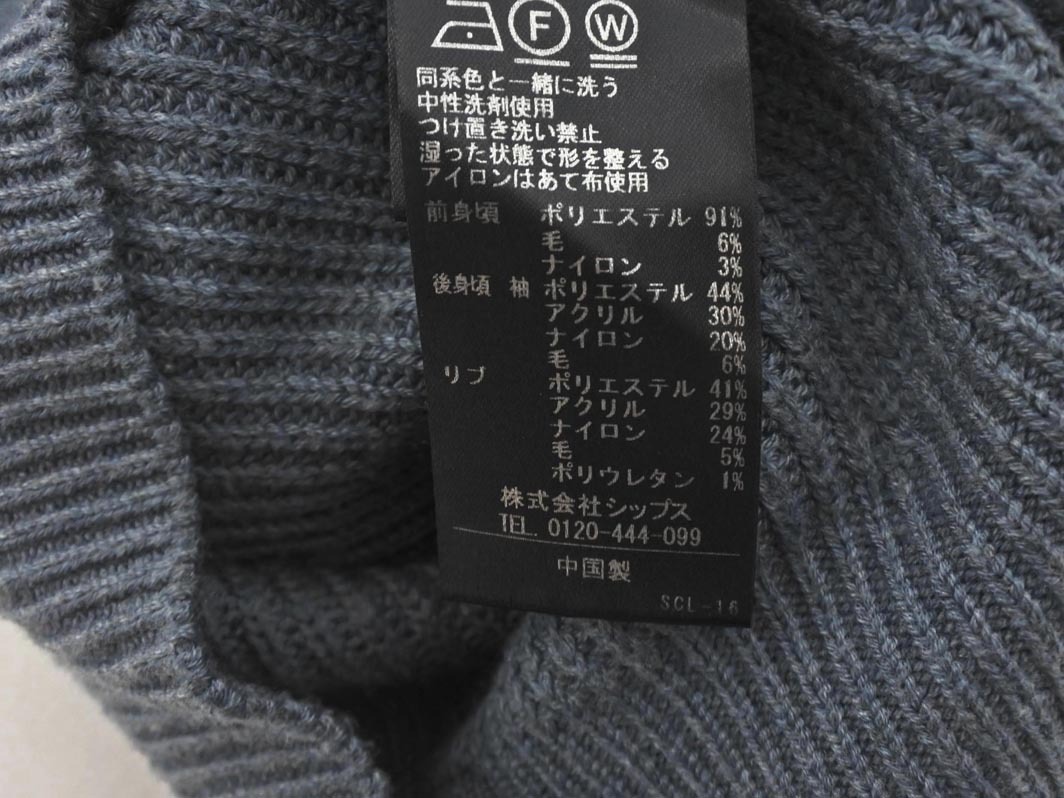 F W
同系色と一緒に洗う
中性洗剤使用
つけ置き洗い禁止
湿った状態で形を整える
アイロンはあて布使用
前身頃 ポリエステル 91%
毛 6%
ナイロン 3%
後身頃 袖 ポリエステル 44%
アクリル 30%
ナイロン 20%
毛 6%
リブ ポリエステル 41%
アクリル 29%
ナイロン 24%
毛 5%
ポリウレタン 1%
株式会社シップス
TEL. 0120-444-099
中国製
SCL-16